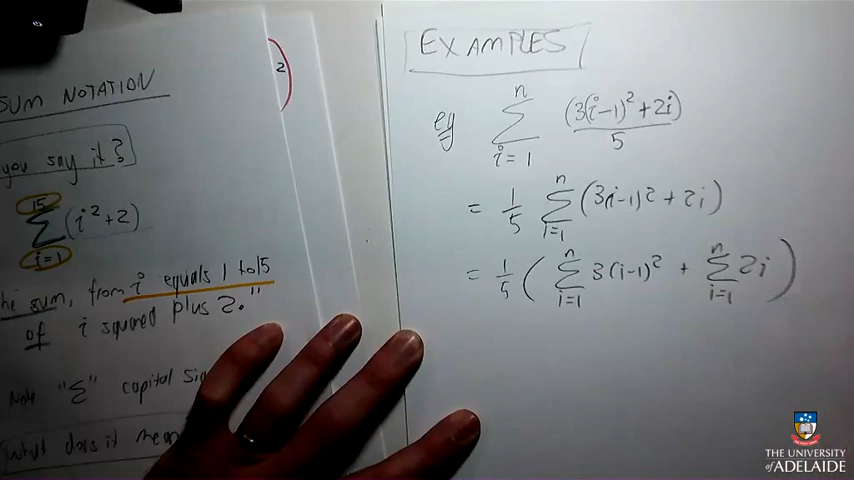 SUM NOTATION
2
you say it?
15
∑ (i² + 2)
i=1
the sum, from i equals 1 to 15
of i squared plus 2."
Note "Σ" capital
What does it mean
EXAMPLES
eg n
∑ (3(i-1)² + 2i)
i=1 5
= 1/5 n∑i=1 (3(i-1)² + 2i)
= 1/5 ( n∑i=1 3(i-1)² + n∑i=1 2i )
THE UNIVERSITY
of ADELAIDE